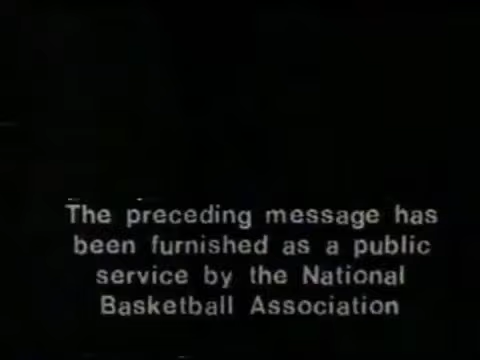 The preceding message has
been furnished as a public
service by the National
Basketball Association